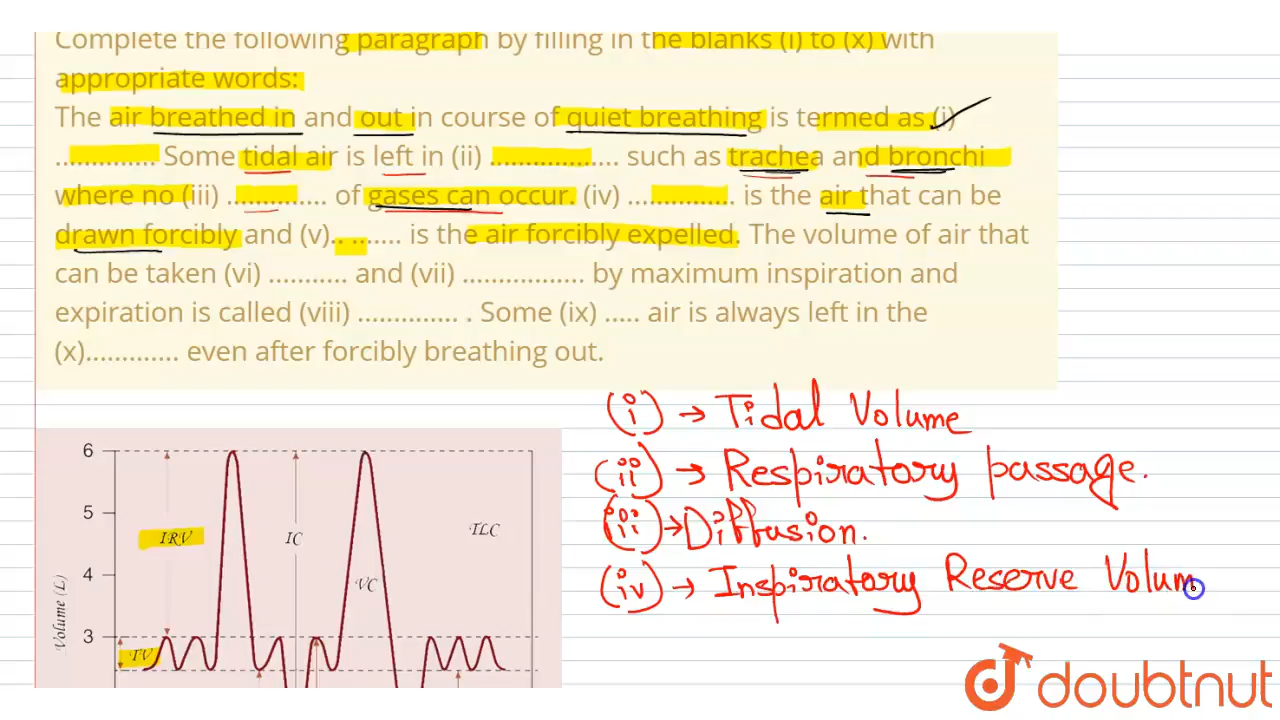 Complete the following paragraph by filling in the blanks (i) to (x) with
appropriate words:
The air breathed in and out in course of quiet breathing is termed as (i)
.............. Some tidal air is left in (ii) .................. such as trachea and bronchi
where no (iii) .............. of gases can occur. (iv) ............... is the air that can be
drawn forcibly and (v).. ....... is the air forcibly expelled. The volume of air that
can be taken (vi) ........... and (vii) ................. by maximum inspiration and
expiration is called (viii) .............. . Some (ix) ..... air is always left in the
(x)............. even after forcibly breathing out.
(i) → Tidal Volume
(ii) → Respiratory passage.
(iii) → Diffusion.
(iv) → Inspiratory Reserve Volum
6
5
4
3
Volume (L)
IRV
IC
TLC
VC
TV
doubtnut